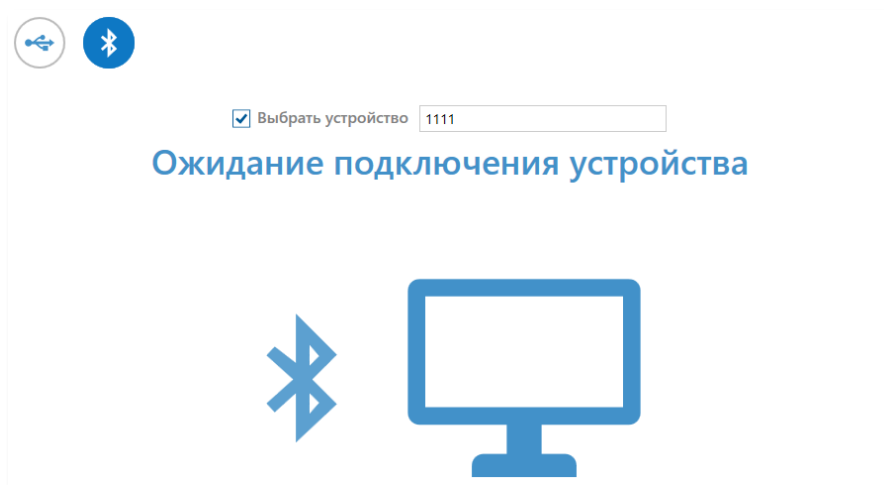 Выбрать устройство 1111
Ожидание подключения устройства